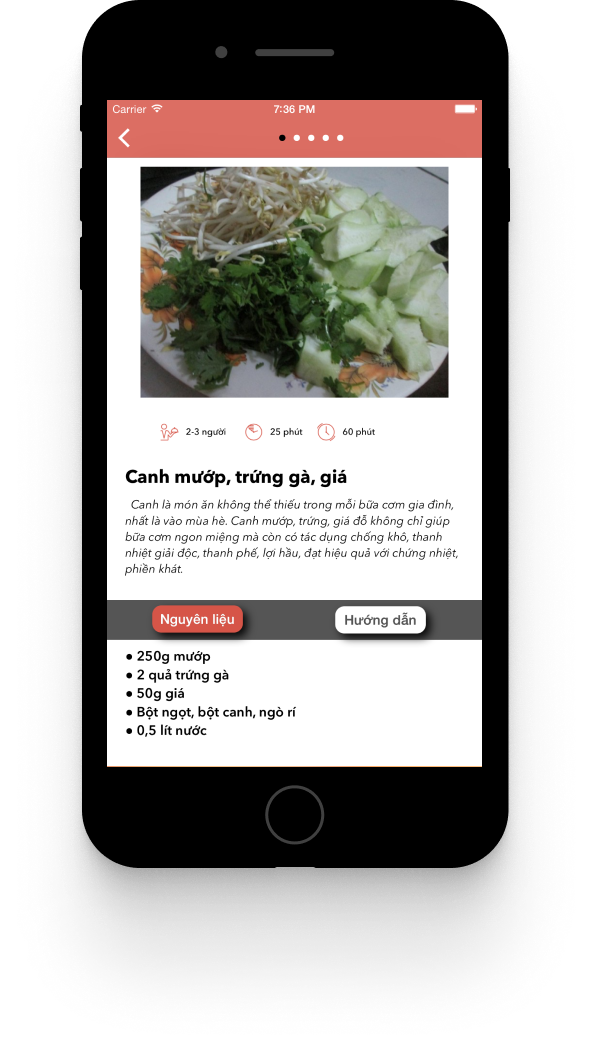 Carrier 7:36 PM
2-3 người 25 phút 60 phút
Canh mướp, trứng gà, giá
Canh là món ăn không thể thiếu trong mỗi bữa cơm gia đình,
nhất là vào mùa hè. Canh mướp, trứng, giá đỗ không chỉ giúp
bữa cơm ngon miệng mà còn có tác dụng chống khô, thanh
nhiệt giải độc, thanh phế, lợi hầu, đạt hiệu quả với chứng nhiệt,
phiền khát.
Nguyên liệu Hướng dẫn
● 250g mướp
● 2 quả trứng gà
● 50g giá
● Bột ngọt, bột canh, ngò rí
● 0,5 lít nước